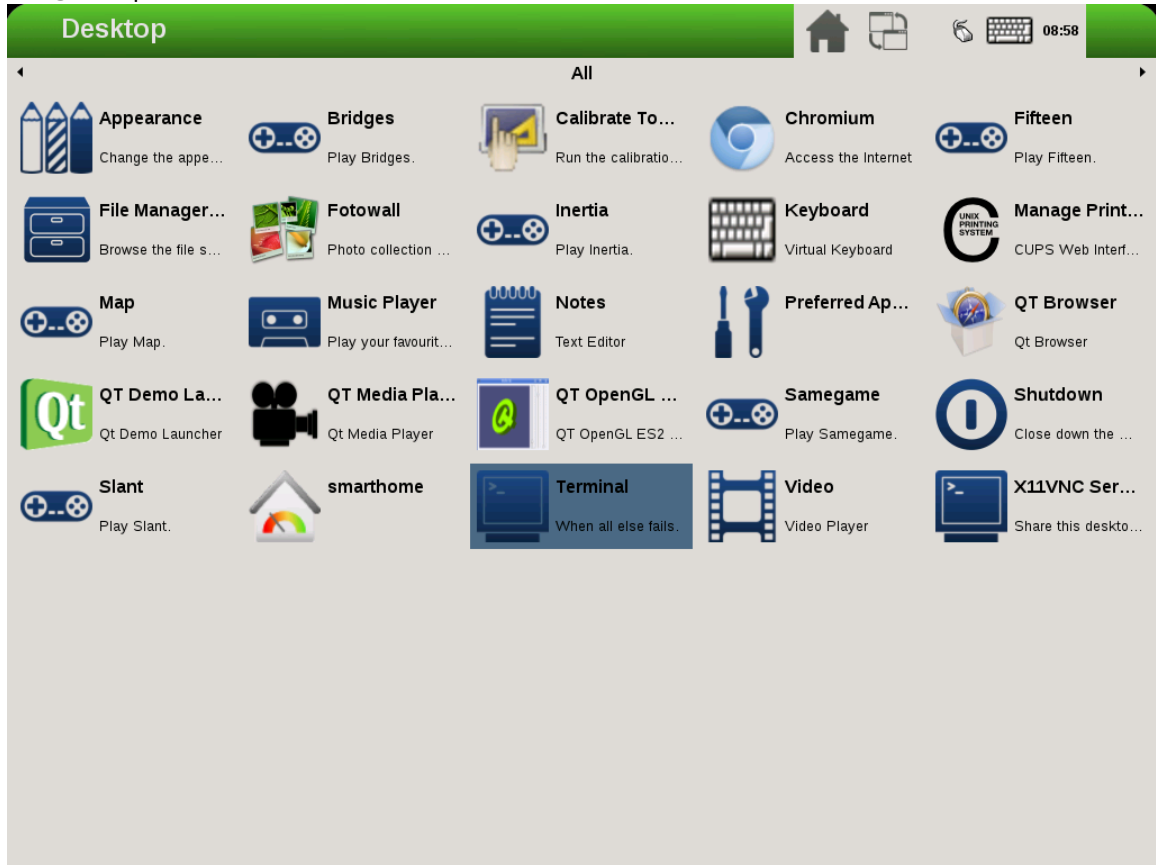 Desktop
08:58
All
Appearance
Change the appe...
Bridges
Play Bridges.
Calibrate To...
Run the calibratio...
Chromium
Access the Internet
Fifteen
Play Fifteen.
File Manager...
Browse the file s...
Fotowall
Photo collection ...
Inertia
Play Inertia.
Keyboard
Virtual Keyboard
UNIX
PRINTING
SYSTEM
Manage Print...
CUPS Web Interf...
Map
Play Map.
Music Player
Play your favourit...
Notes
Text Editor
Preferred Ap...
QT Browser
Qt Browser
Qt
QT Demo La...
Qt Demo Launcher
QT Media Pla...
Qt Media Player
QT OpenGL ...
QT OpenGL ES2 ...
Samegame
Play Samegame.
Shutdown
Close down the ...
Slant
Play Slant.
smarthome
>_
Terminal
When all else fails.
Video
Video Player
>_
X11VNC Ser...
Share this deskto...